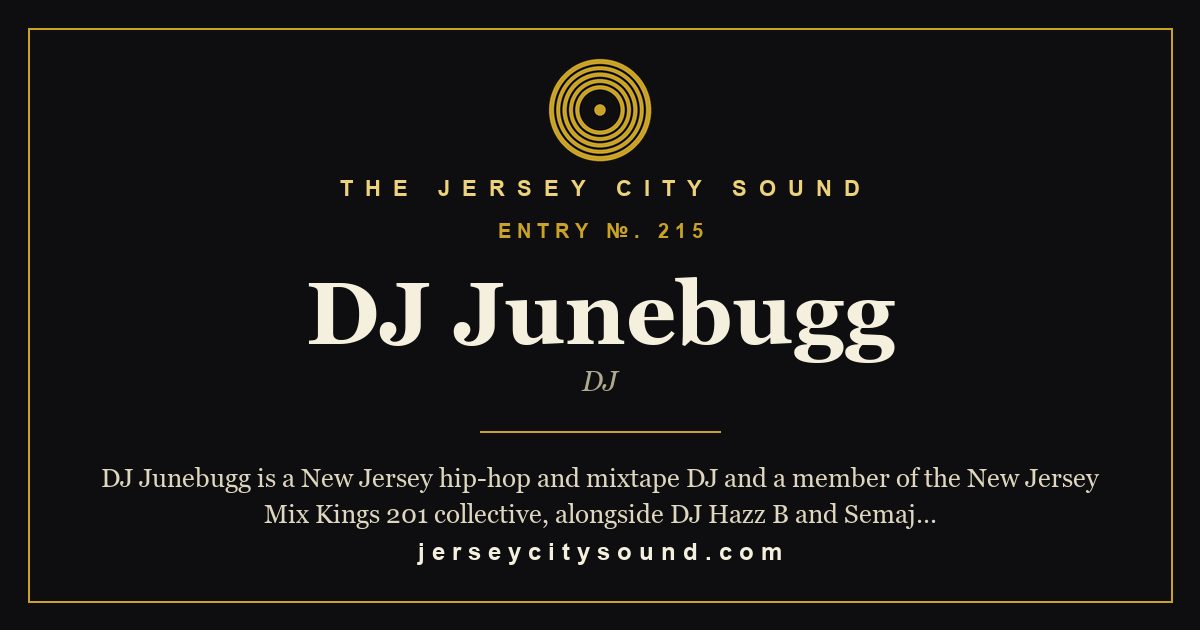 THE JERSEY CITY SOUND
ENTRY №. 215
DJ Junebugg
DJ
DJ Junebugg is a New Jersey hip-hop and mixtape DJ and a member of the New Jersey
Mix Kings 201 collective, alongside DJ Hazz B and Semaj...
jerseycitysound.com